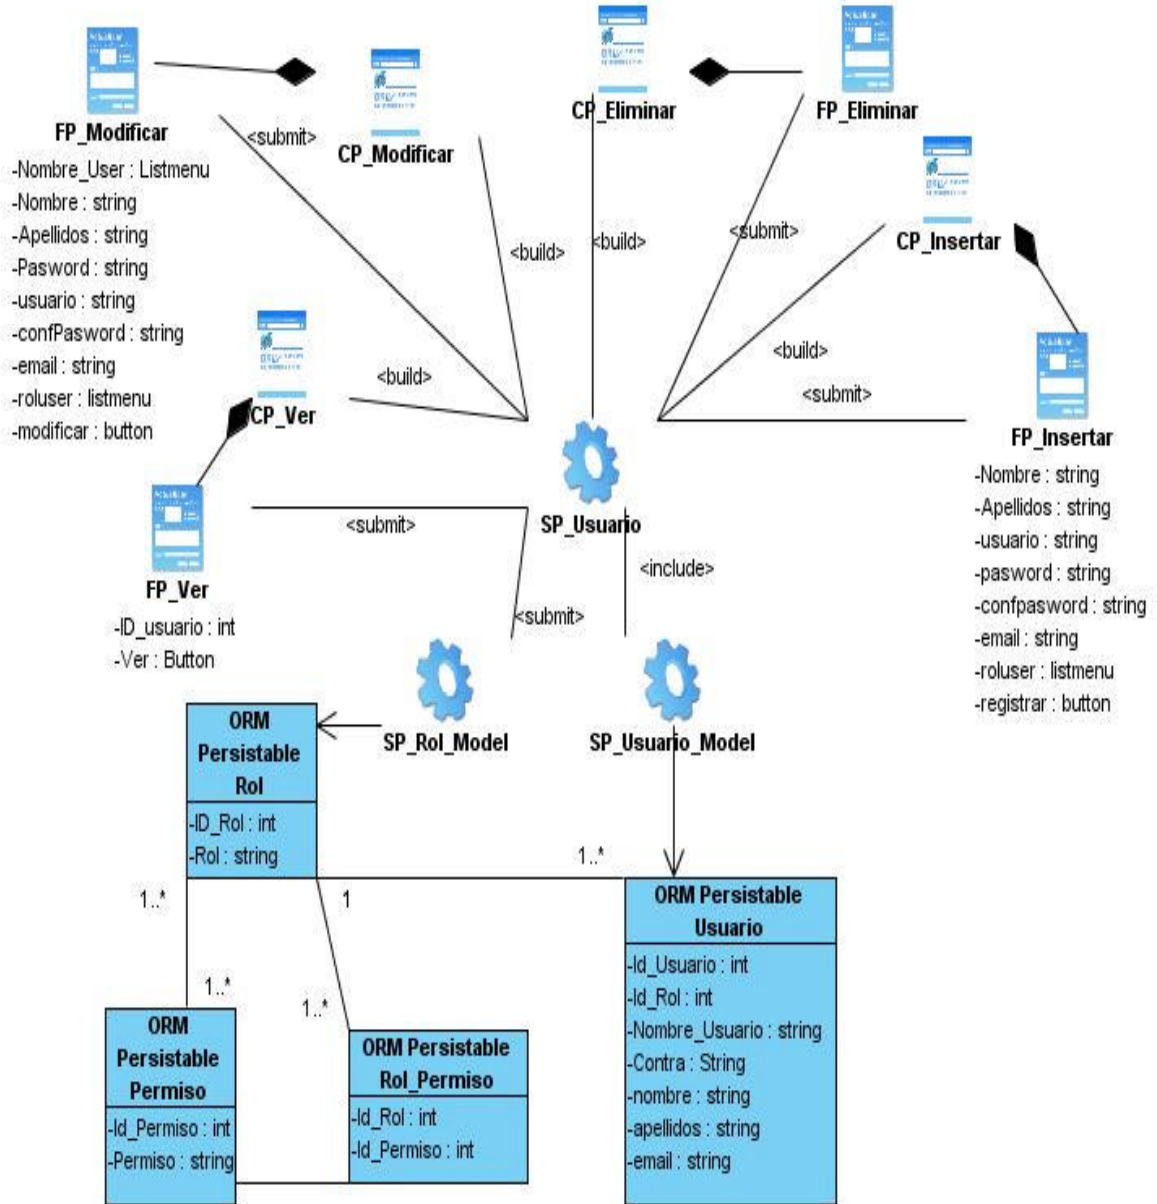 FP_Modificar
-Nombre_User : Listmenu
-Nombre : string
-Apellidos : string
-Pasword : string
-usuario : string
-confPasword : string
-email : string
-roluser : listmenu
-modificar : button
<submit>
CP_Modificar
<build>
CP_Eliminar
<build>
FP_Eliminar
<submit>
CP_Insertar
<build>
<submit>
FP_Insertar
-Nombre : string
-Apellidos : string
-usuario : string
-pasword : string
-confpasword : string
-email : string
-roluser : listmenu
-registrar : button
CP_Ver
<build>
FP_Ver
-ID_usuario : int
-Ver : Button
<submit>
SP_Usuario
<submit>
<include>
SP_Rol_Model
SP_Usuario_Model
ORM
Persistable
Rol
-ID_Rol : int
-Rol : string
1..*
1..*
1
1..*
1..*
ORM
Persistable
Permiso
-Id_Permiso : int
-Permiso : string
ORM Persistable
Rol_Permiso
-Id_Rol : int
-Id_Permiso : int
ORM Persistable
Usuario
-Id_Usuario : int
-Id_Rol : int
-Nombre_Usuario : string
-Contra : String
-nombre : string
-apellidos : string
-email : string